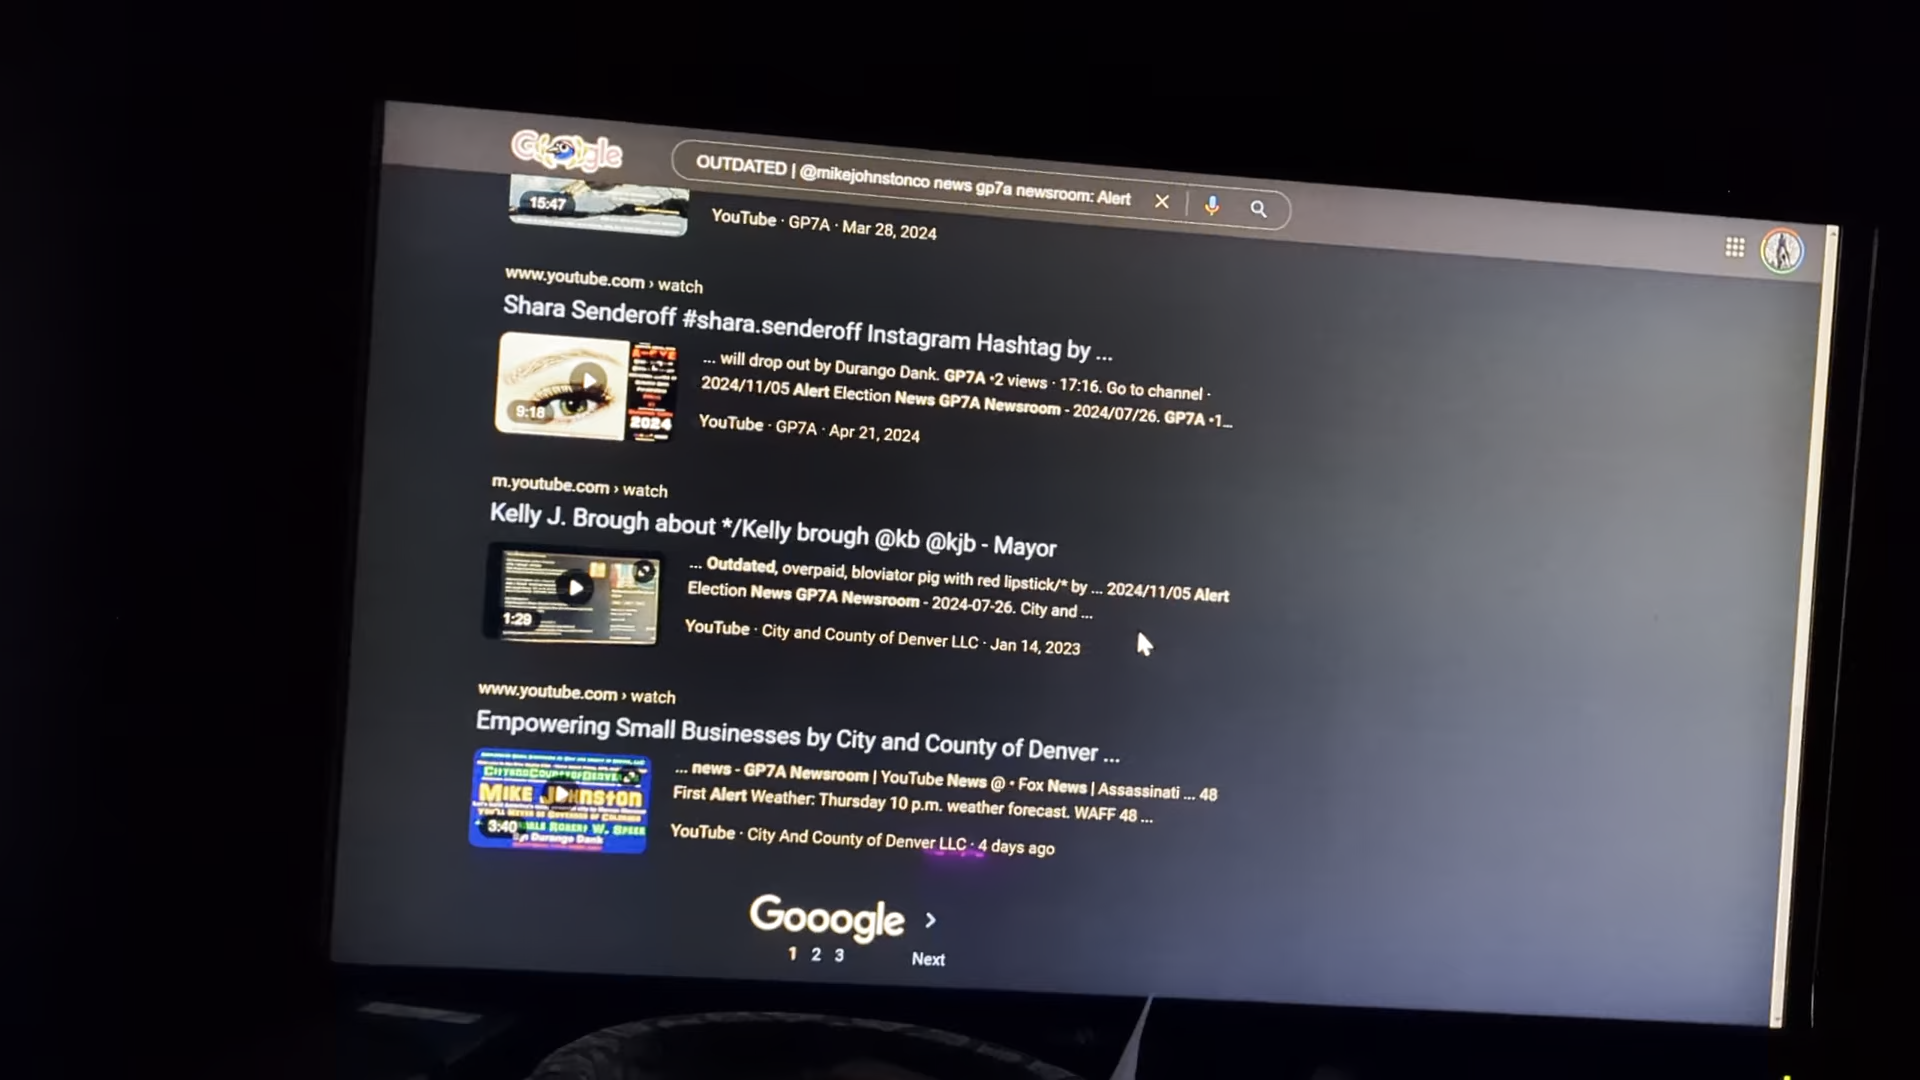 Google
OUTDATED | @mikejohnstonco news gp7a newsroom: Alert
15:47
YouTube · GP7A · Mar 28, 2024
www.youtube.com › watch
Shara Senderoff #shara.senderoff Instagram Hashtag by ...
... will drop out by Durango Dank. GP7A •2 views · 17:16. Go to channel ·
2024/11/05 Alert Election News GP7A Newsroom - 2024/07/26. GP7A •1...
9:18
2024
YouTube · GP7A · Apr 21, 2024
m.youtube.com › watch
Kelly J. Brough about */Kelly brough @kb @kjb - Mayor
... Outdated, overpaid, bloviator pig with red lipstick/* by ... 2024/11/05 Alert
Election News GP7A Newsroom - 2024-07-26. City and ...
1:29
YouTube · City and County of Denver LLC · Jan 14, 2023
www.youtube.com › watch
Empowering Small Businesses by City and County of Denver ...
... news - GP7A Newsroom | YouTube News @ • Fox News | Assassinati ... 48
First Alert Weather: Thursday 10 p.m. weather forecast. WAFF 48 ...
Mike Johnston
3:40
By: Durango Dank
YouTube · City And County of Denver LLC · 4 days ago
Gooogle >
1 2 3 Next